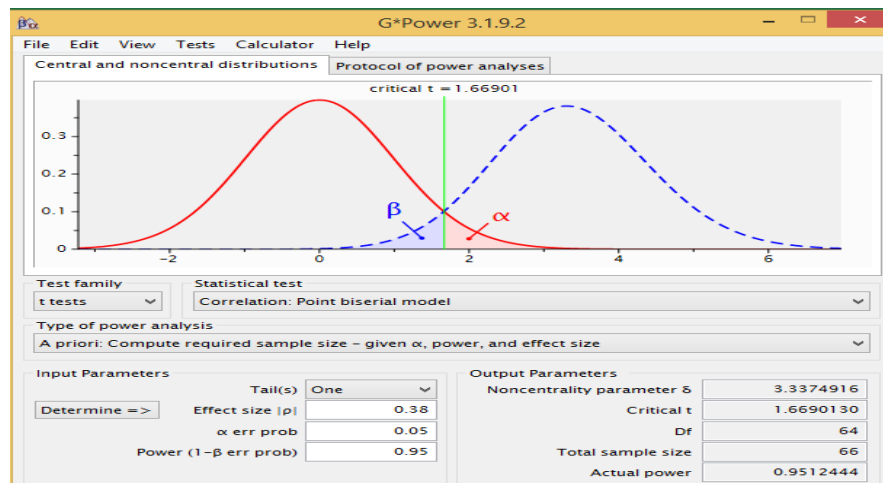 βα G*Power 3.1.9.2
File Edit View Tests Calculator Help
Central and noncentral distributions Protocol of power analyses
critical t = 1.66901
0.3
0.2
β α
0.1
0
-2 0 2 4 6
Test family Statistical test
t tests Correlation: Point biserial model
Type of power analysis
A priori: Compute required sample size – given α, power, and effect size
Input Parameters Output Parameters
Tail(s) One Noncentrality parameter δ 3.3374916
Determine => Effect size |ρ| 0.38 Critical t 1.6690130
α err prob 0.05 Df 64
Power (1-β err prob) 0.95 Total sample size 66
Actual power 0.9512444